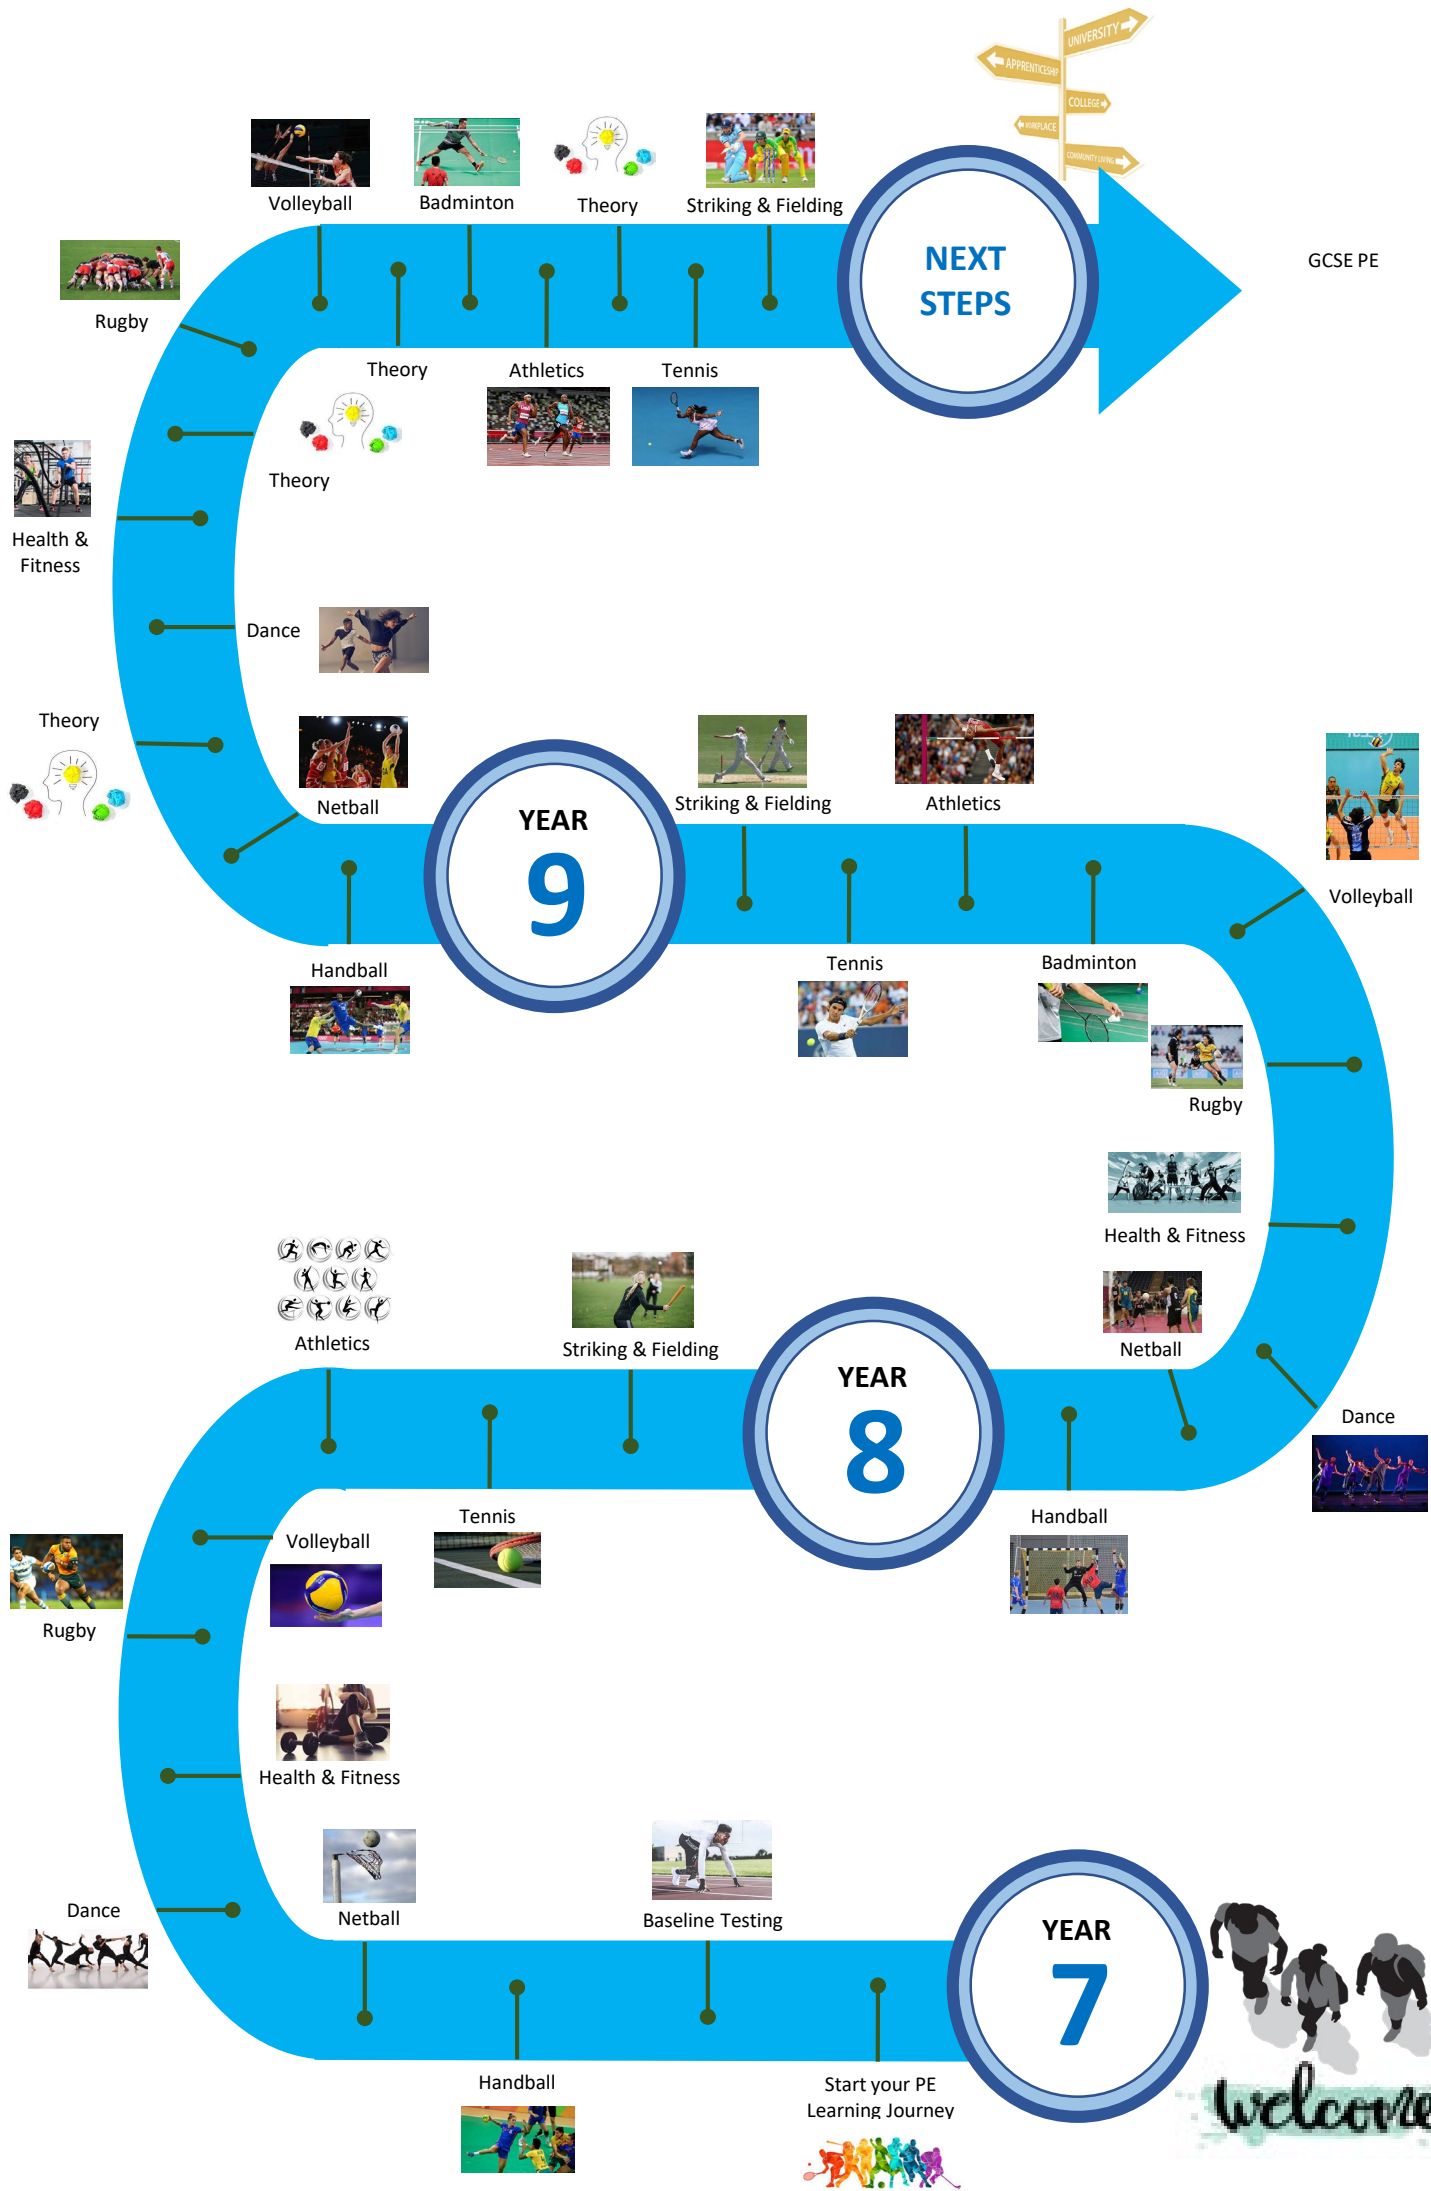 UNIVERSITY
APPRENTICESHIP
COLLEGE
WORKPLACE
COMMUNITY LIVING
Volleyball
Badminton
Theory
Striking & Fielding
NEXT
STEPS
GCSE PE
Rugby
Theory
Athletics
Tennis
Theory
Health &
Fitness
Dance
Theory
Netball
YEAR
9
Striking & Fielding
Athletics
Volleyball
Handball
Tennis
Badminton
Rugby
Health & Fitness
Netball
Athletics
Striking & Fielding
YEAR
8
Dance
Handball
Volleyball
Tennis
Rugby
Health & Fitness
Dance
Netball
Baseline Testing
YEAR
7
Handball
Start your PE
Learning Journey
welcome